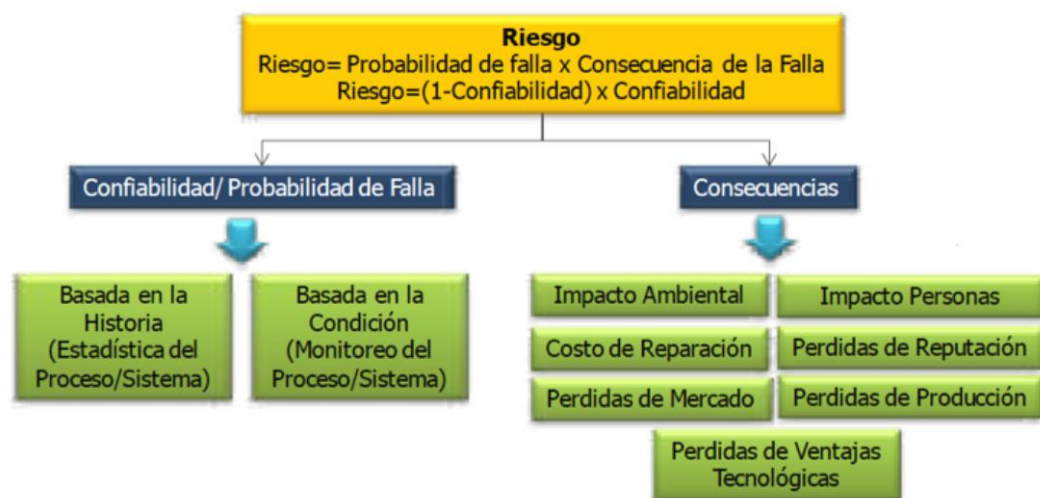 Riesgo
Riesgo= Probabilidad de falla x Consecuencia de la Falla
Riesgo=(1-Confiabilidad) x Confiabilidad
Confiabilidad/ Probabilidad de Falla
Consecuencias
Basada en la
Historia
(Estadística del
Proceso/Sistema)
Basada en la
Condición
(Monitoreo del
Proceso/Sistema)
Impacto Ambiental
Impacto Personas
Costo de Reparación
Perdidas de Reputación
Perdidas de Mercado
Perdidas de Producción
Perdidas de Ventajas
Tecnológicas